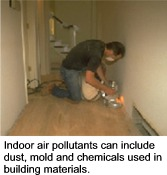 Indoor air pollutants can include
dust, mold and chemicals used in
building materials.